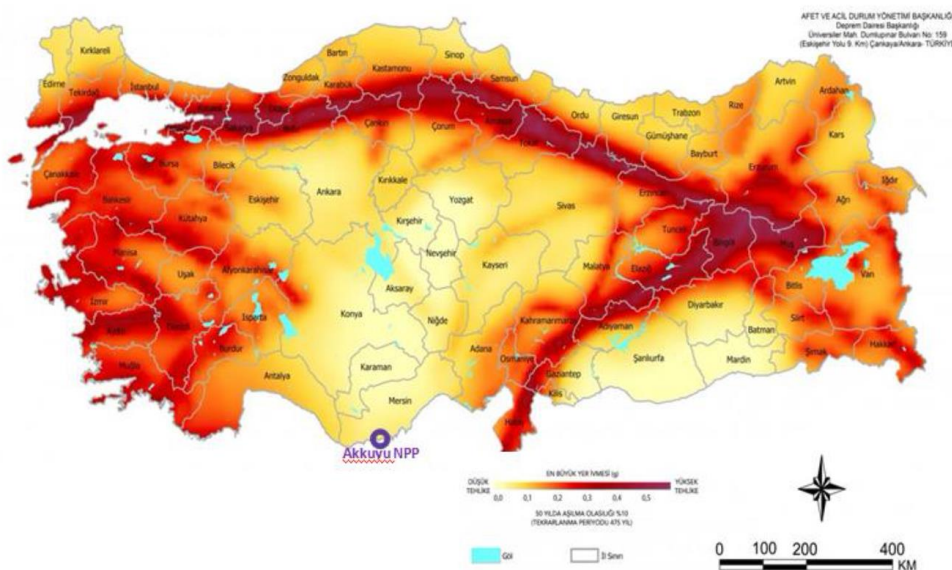 AFET VE ACİL DURUM YÖNETİMİ BAŞKANLIĞI
Deprem Dairesi Başkanlığı
Üniversiler Mah. Dumlupınar Bulvarı No: 159
(Eskişehir Yolu 9. Km) Çankaya/Ankara- TÜRKİYE
Kırklareli
Edirne
Tekirdağ
İstanbul
Bartın
Zonguldak
Karabük
Kastamonu
Sinop
Samsun
Çankırı
Çorum
Amasya
Tokat
Ordu
Giresun
Trabzon
Rize
Artvin
Ardahan
Gümüşhane
Bayburt
Erzurum
Kars
Iğdır
Ağrı
Çanakkale
Balıkesir
Bursa
Bilecik
Eskişehir
Kütahya
Ankara
Kırıkkale
Kırşehir
Yozgat
Sivas
Erzincan
Tunceli
Bingöl
Muş
Van
Bitlis
Manisa
Uşak
Afyonkarahisar
Nevşehir
Kayseri
Malatya
Elazığ
Diyarbakır
Batman
Siirt
Hakkari
Şırnak
İzmir
Aydın
Denizli
Isparta
Burdur
Konya
Aksaray
Niğde
Kahramanmaraş
Adıyaman
Şanlıurfa
Mardin
Muğla
Antalya
Karaman
Mersin
Adana
Osmaniye
Gaziantep
Kilis
Hatay
Akkuyu NPP
EN BÜYÜK YER İVMESİ (g)
DÜŞÜK
TEHLİKE
YÜKSEK
TEHLİKE
0,0 0,1 0,2 0,3 0,4 0,5
50 YILDA AŞILMA OLASILIĞI %10
(TEKRARLANMA PERİYODU 475 YIL)
Göl
İl Sınırı
0 100 200 400
KM